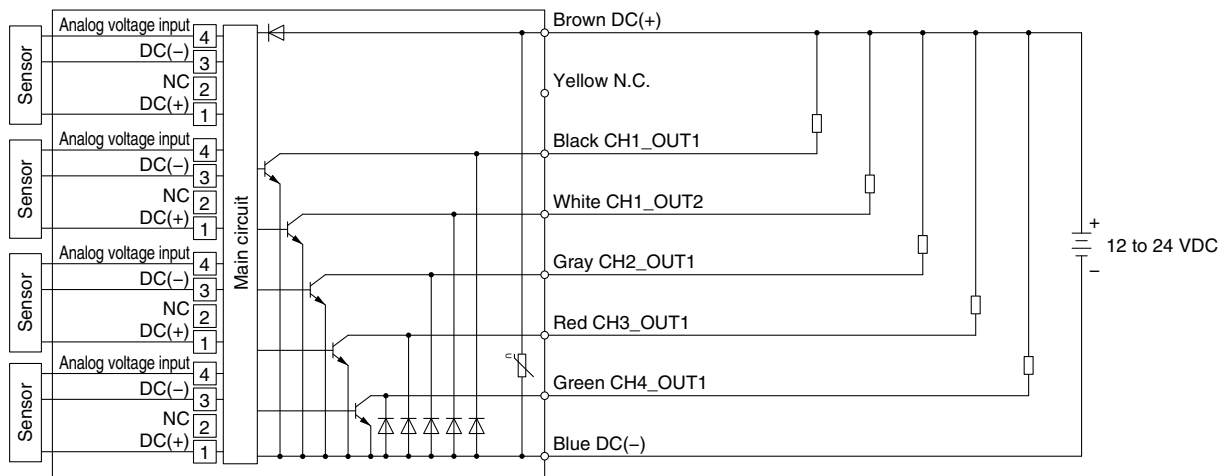 Sensor
Analog voltage input 4
DC(−) 3
NC 2
DC(+) 1
Sensor
Analog voltage input 4
DC(−) 3
NC 2
DC(+) 1
Sensor
Analog voltage input 4
DC(−) 3
NC 2
DC(+) 1
Sensor
Analog voltage input 4
DC(−) 3
NC 2
DC(+) 1
Main circuit
Brown DC(+)
Yellow N.C.
Black CH1_OUT1
White CH1_OUT2
Gray CH2_OUT1
Red CH3_OUT1
Green CH4_OUT1
Blue DC(−)
+
12 to 24 VDC
−